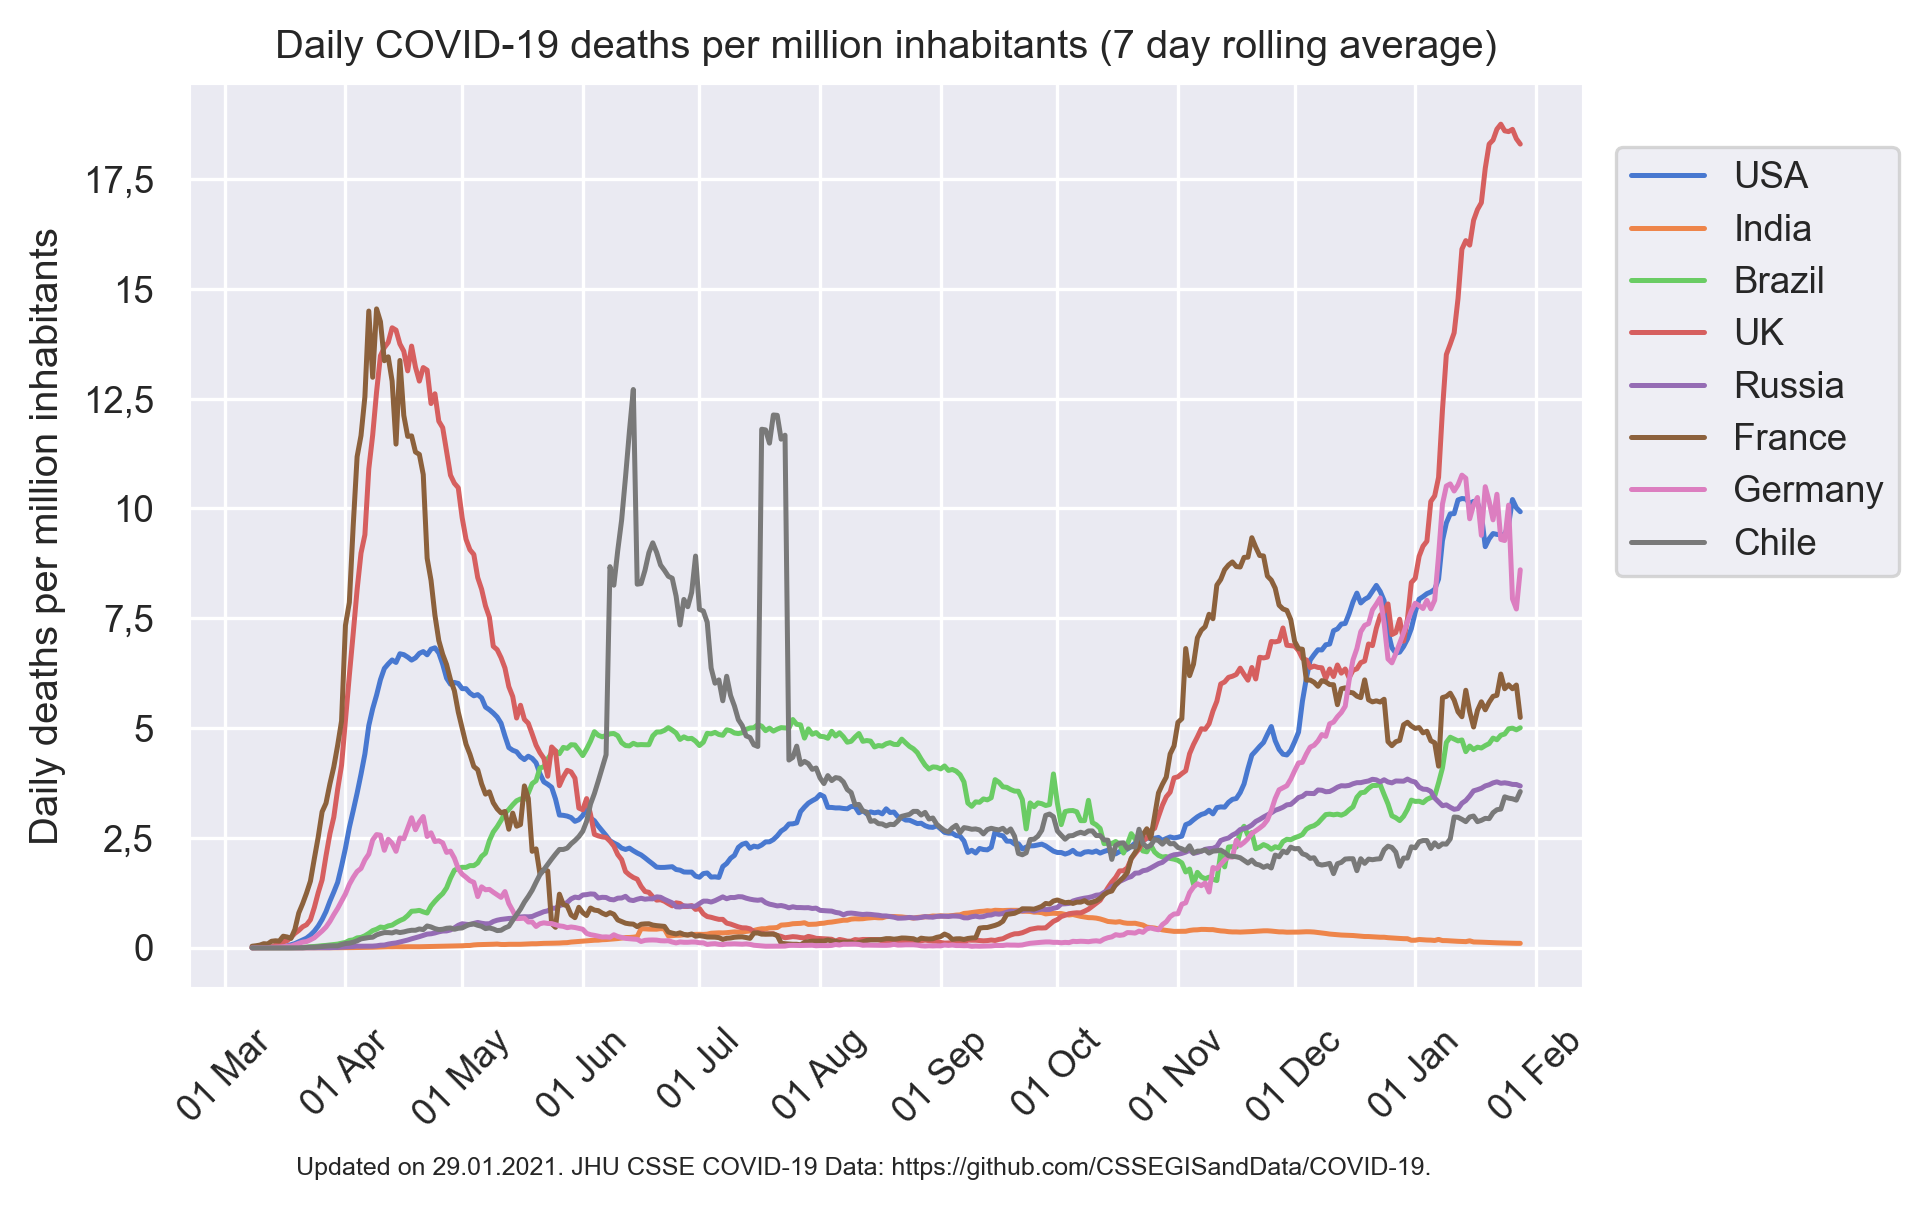 Daily COVID-19 deaths per million inhabitants (7 day rolling average)
Daily deaths per million inhabitants
17,5
15
12,5
10
7,5
5
2,5
0
01 Mar
01 Apr
01 May
01 Jun
01 Jul
01 Aug
01 Sep
01 Oct
01 Nov
01 Dec
01 Jan
01 Feb
USA
India
Brazil
UK
Russia
France
Germany
Chile
Updated on 29.01.2021. JHU CSSE COVID-19 Data: https://github.com/CSSEGISandData/COVID-19.